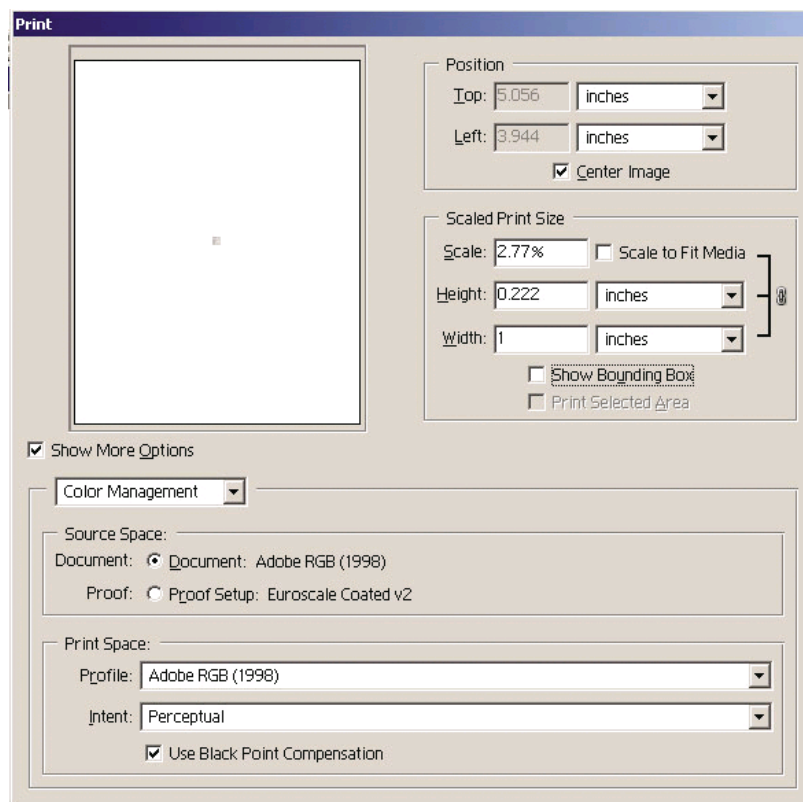 Print
Position
Top: 5.056 inches
Left: 3.944 inches
Center Image
Scaled Print Size
Scale: 2.77% Scale to Fit Media
Height: 0.222 inches
Width: 1 inches
Show Bounding Box
Print Selected Area
Show More Options
Color Management
Source Space:
Document: Document: Adobe RGB (1998)
Proof: Proof Setup: Euroscale Coated v2
Print Space:
Profile: Adobe RGB (1998)
Intent: Perceptual
Use Black Point Compensation